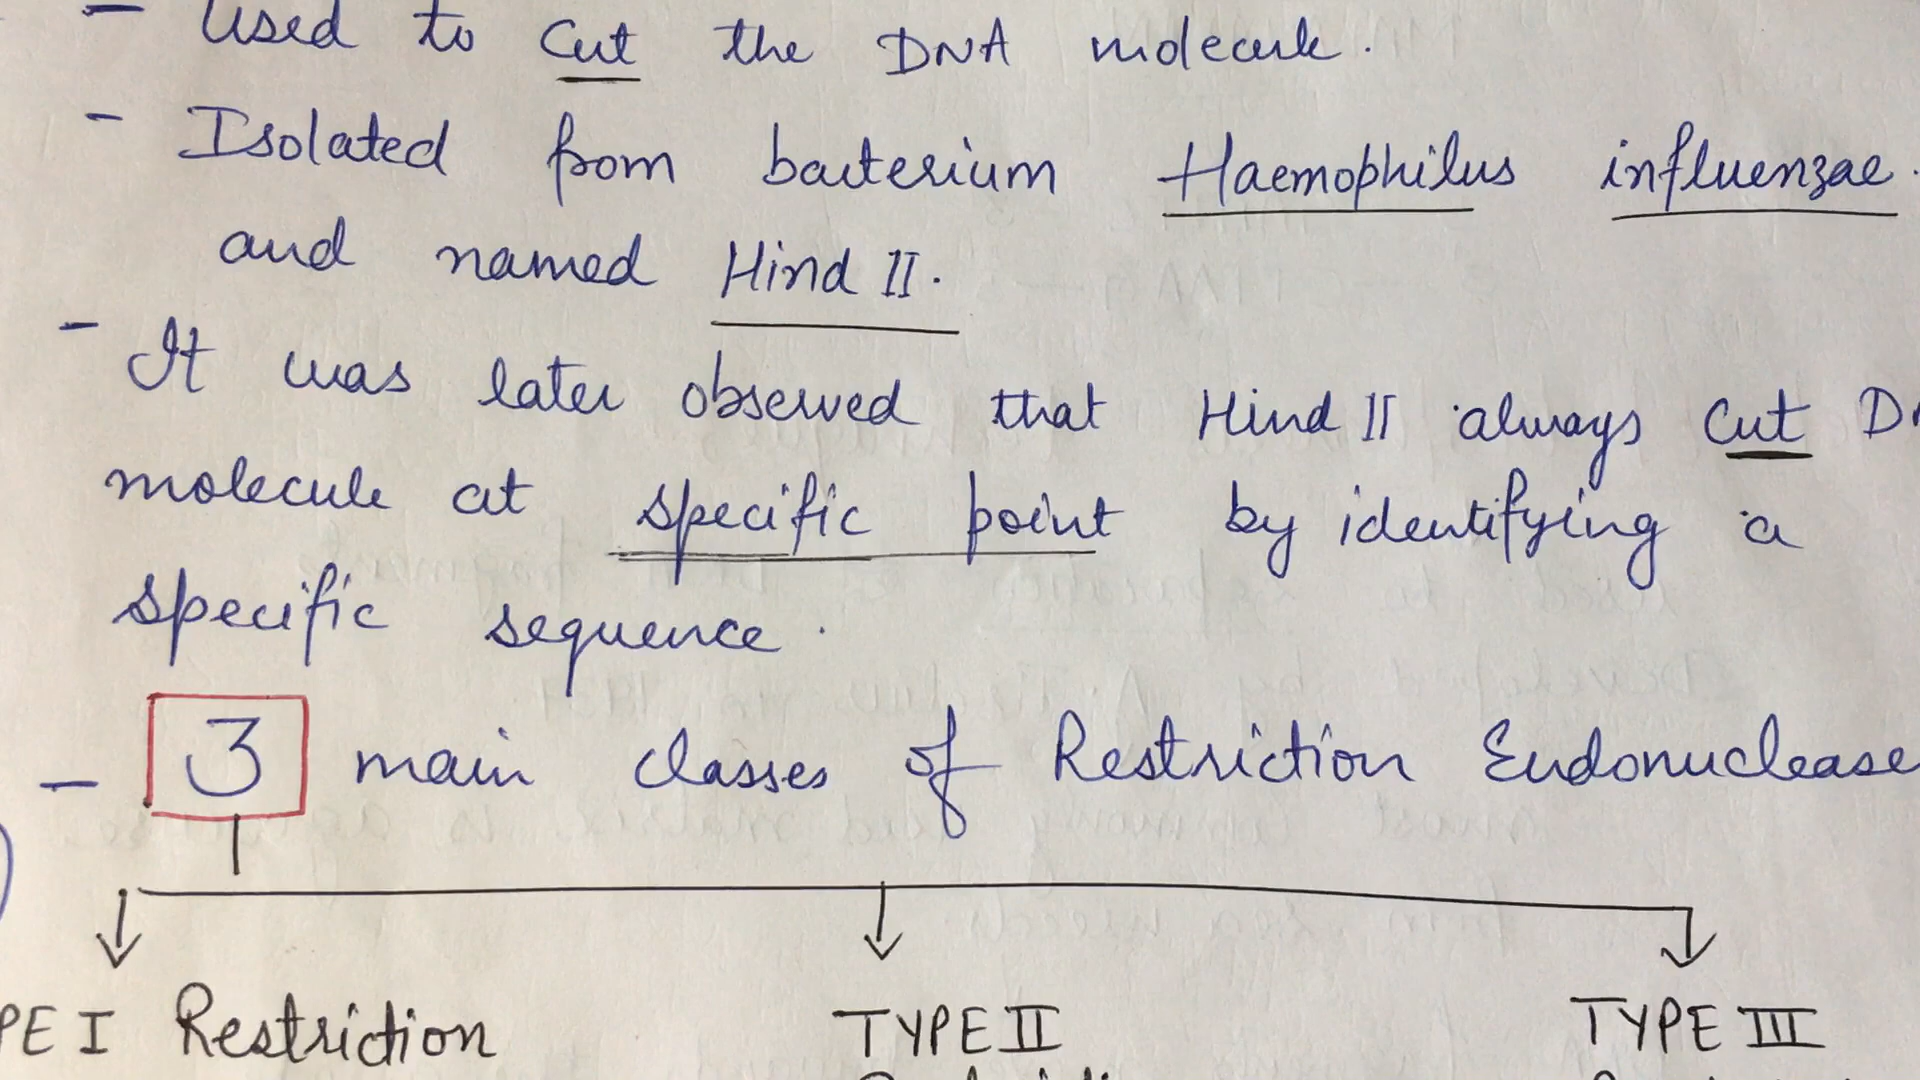 - Used to cut the DNA molecule.
- Isolated from bacterium Haemophilus influenzae.
and named Hind II.
- It was later observed that Hind II always cut
molecule at specific point by identifying a
specific sequence.
- 3 main classes of Restriction Endonuclease
PE I Restriction TYPE II TYPE III